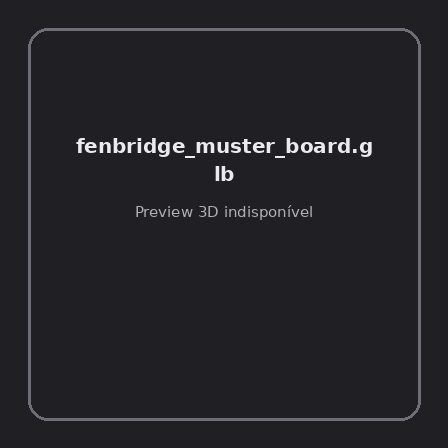 fenbridge_muster_board.g
lb
Preview 3D indisponível